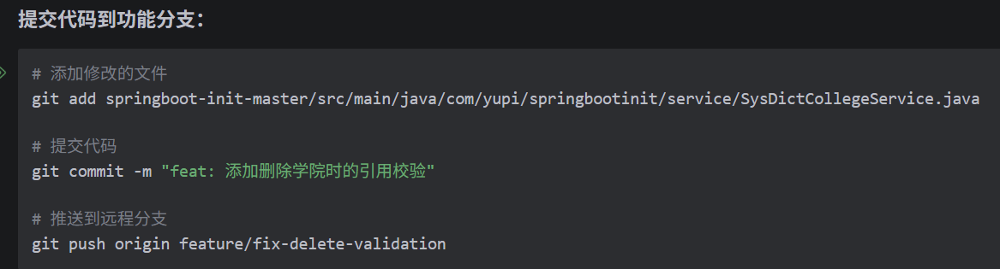 提交代码到功能分支：
# 添加修改的文件
git add springboot-init-master/src/main/java/com/yupi/springbootinit/service/SysDictCollegeService.java
# 提交代码
git commit -m "feat: 添加删除学院时的引用校验"
# 推送到远程分支
git push origin feature/fix-delete-validation